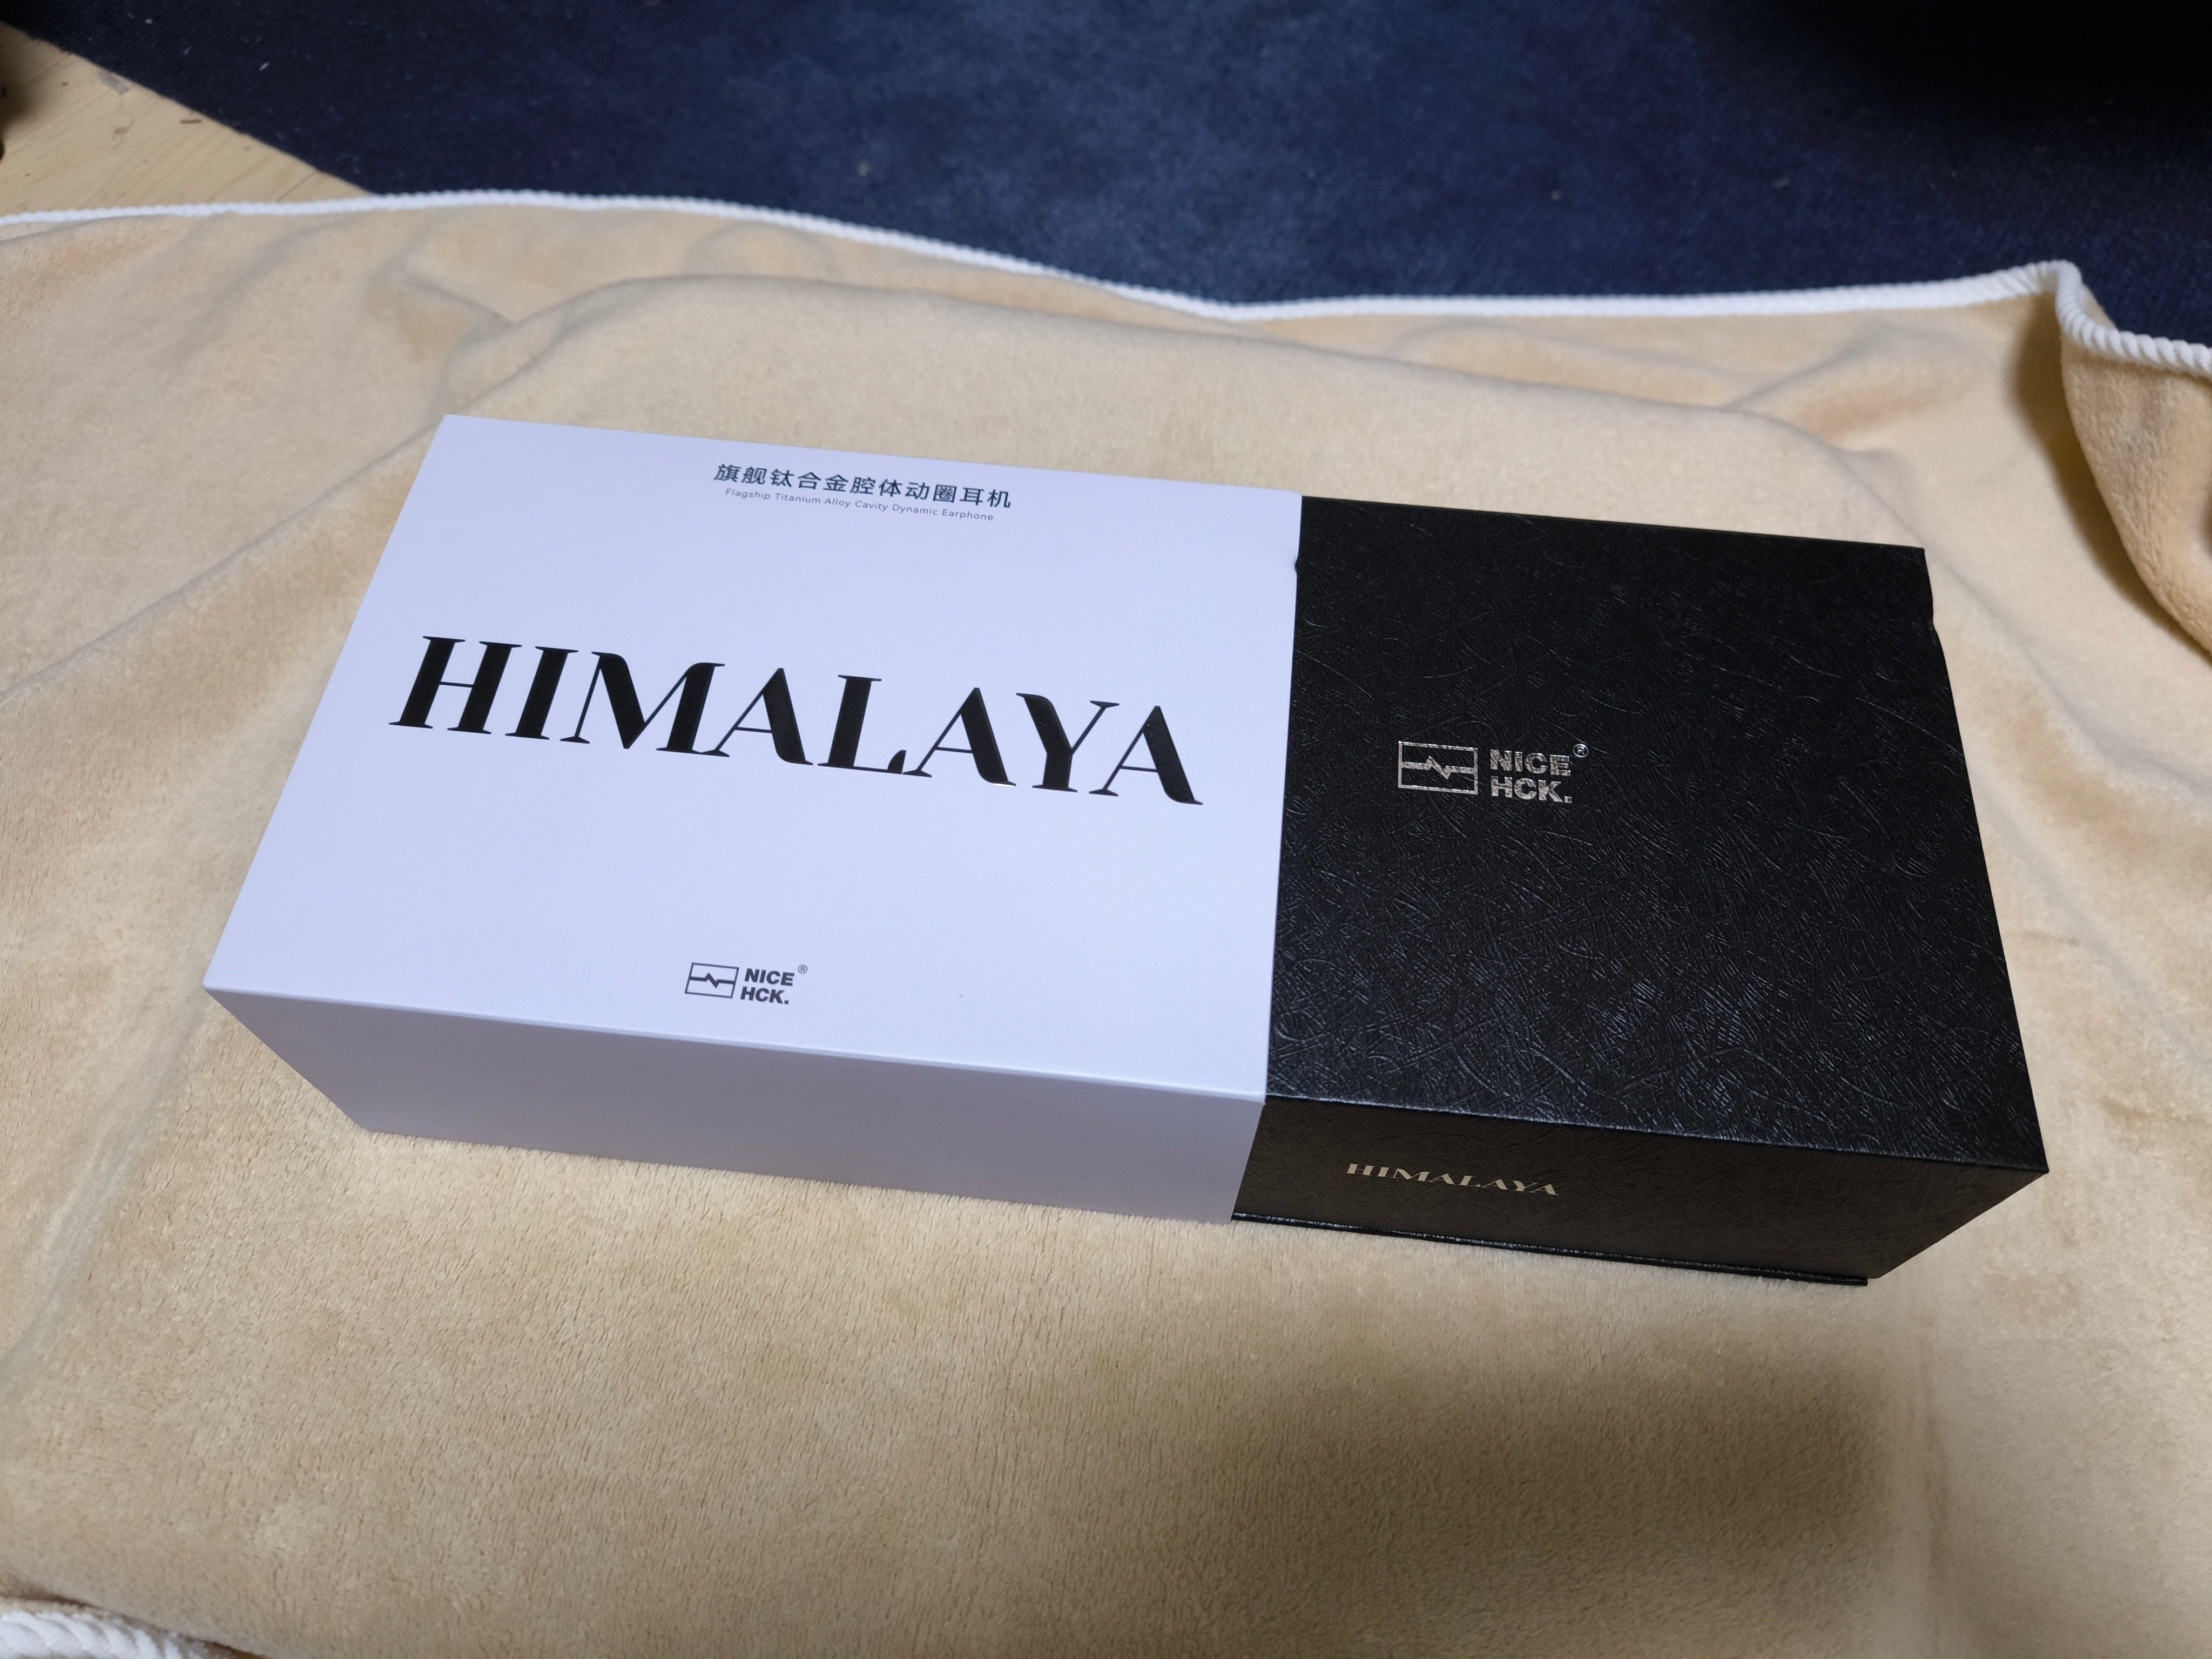 旗舰钛合金腔体动圈耳机
Flagship Titanium Alloy Cavity Dynamic Earphone
HIMALAYA
NICE®
HCK.
NICE®
HCK.
HIMALAYA